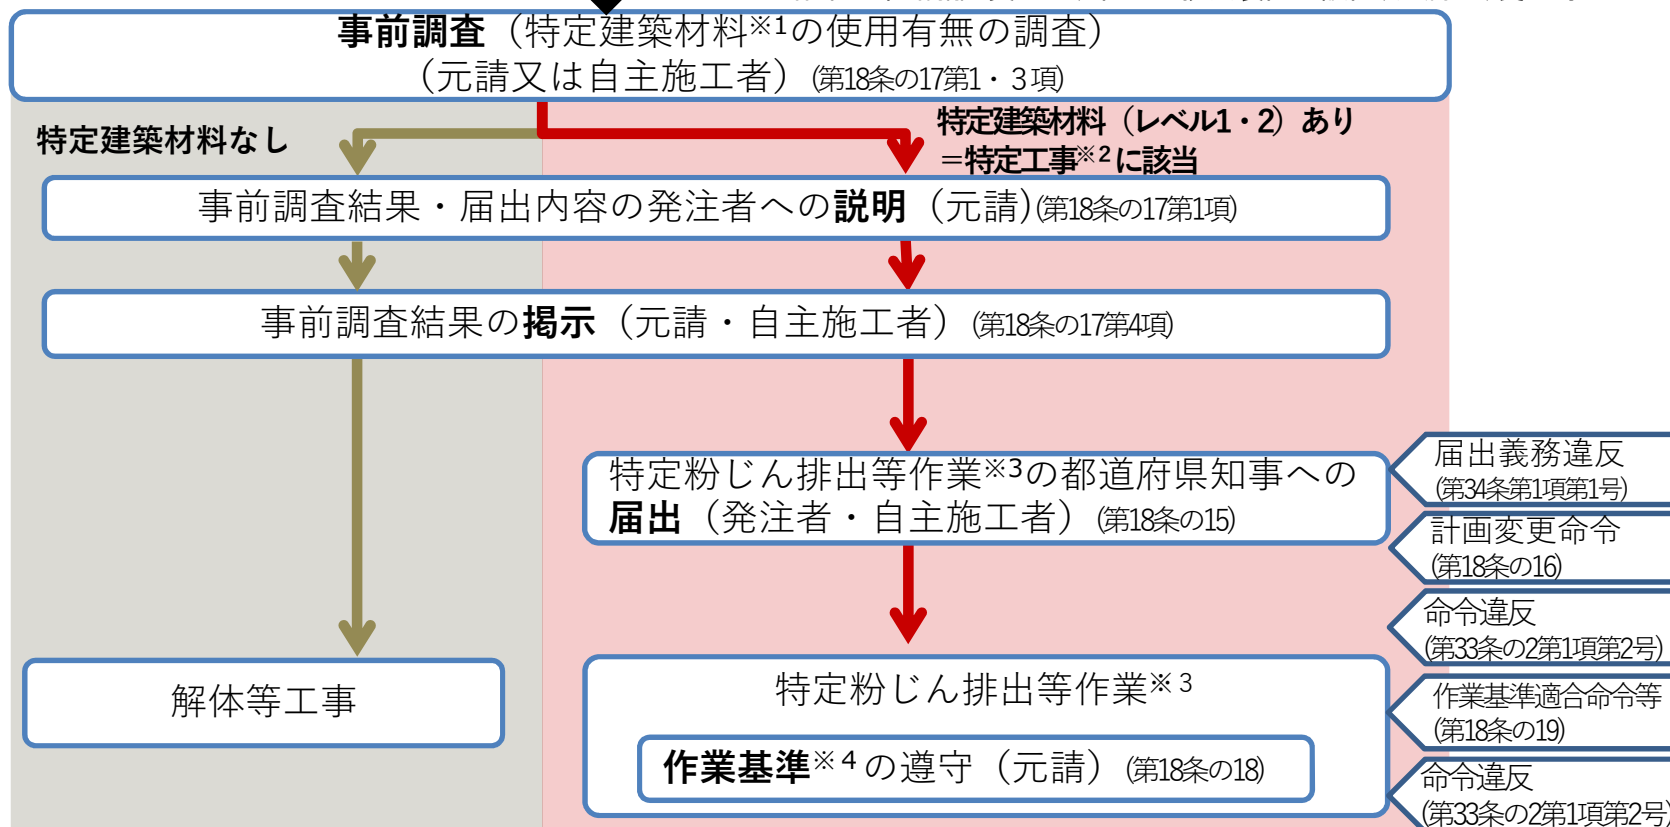 事前調査（特定建築材料※1の使用有無の調査）
（元請又は自主施工者）(第18条の17第1・３項)
特定建築材料なし
特定建築材料（レベル1・2）あり
＝特定工事※2に該当
事前調査結果・届出内容の発注者への説明（元請)(第18条の17第1項)
事前調査結果の掲示（元請・自主施工者）(第18条の17第4項)
特定粉じん排出等作業※3の都道府県知事への
届出（発注者・自主施工者）(第18条の15)
届出義務違反
(第34条第1項第1号)
計画変更命令
(第18条の16)
命令違反
(第33条の2第1項第2号)
解体等工事
特定粉じん排出等作業※３
作業基準※４の遵守（元請）(第18条の18)
作業基準適合命令等
(第18条の19)
命令違反
(第33条の2第1項第2号)